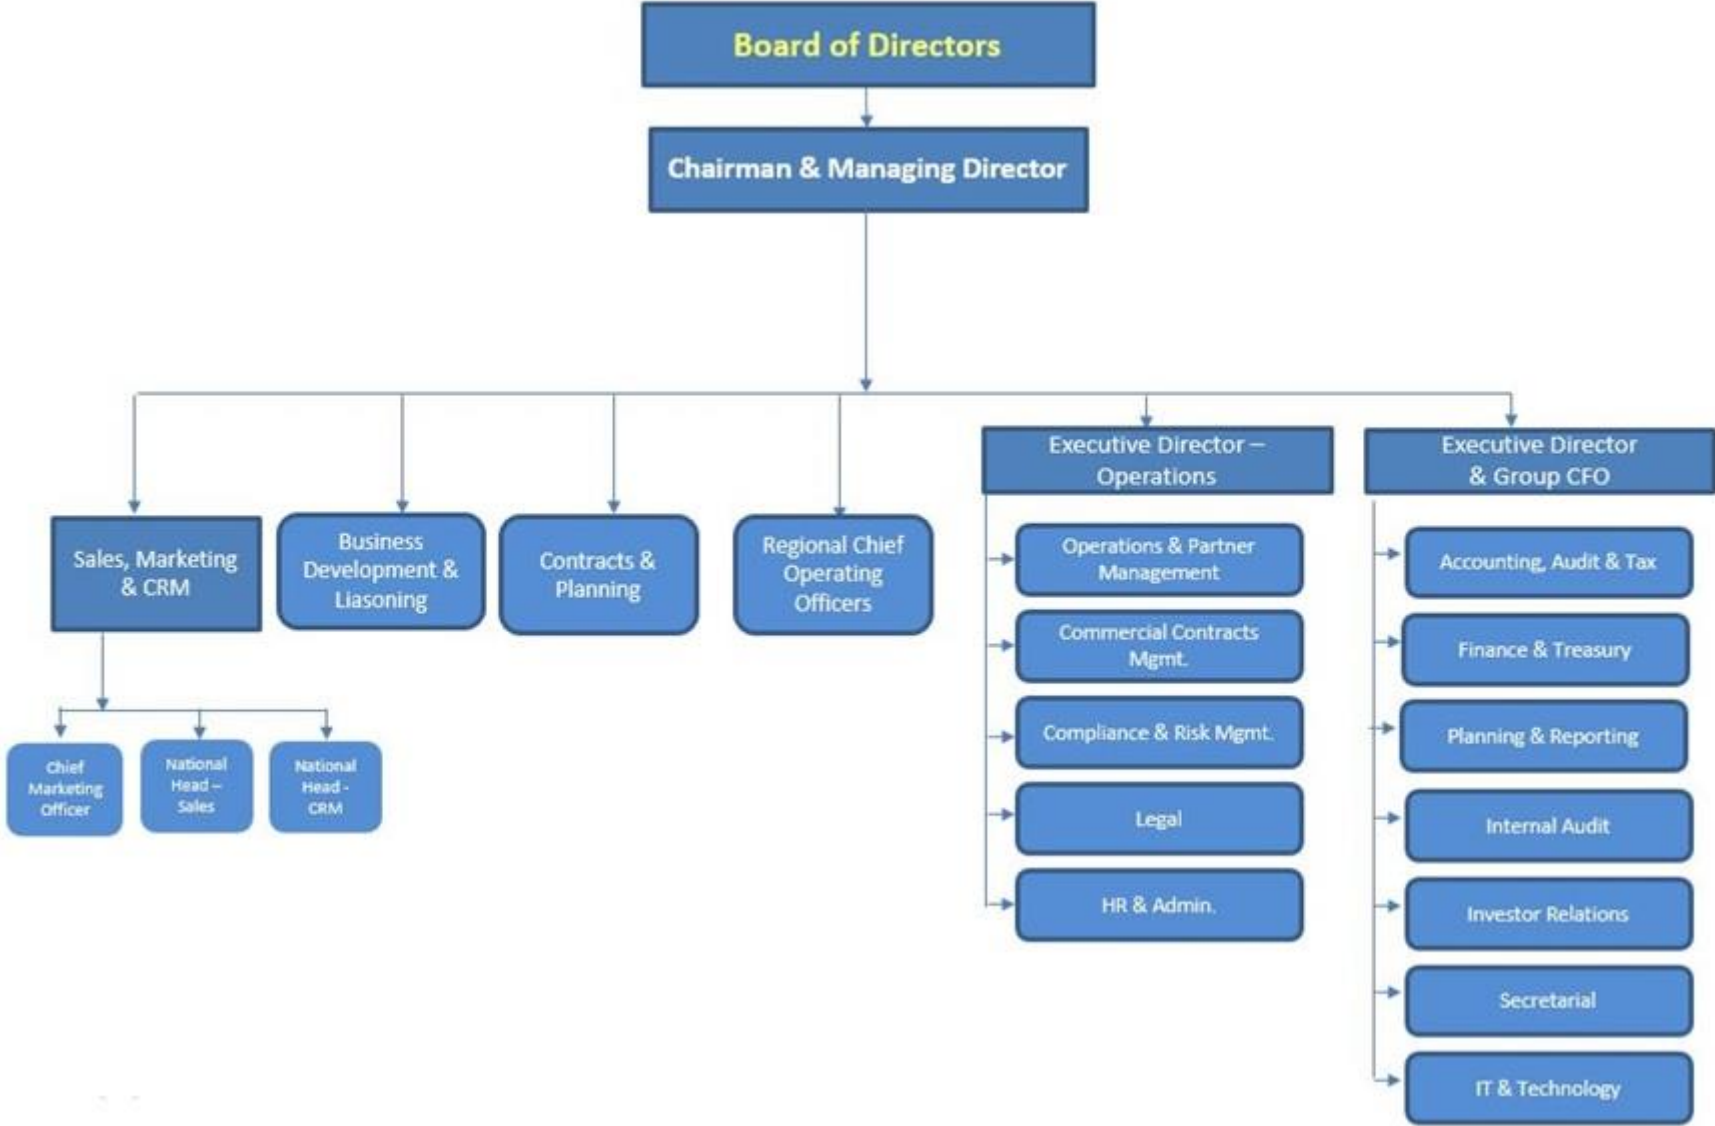 Board of Directors
Chairman & Managing Director
Sales, Marketing
& CRM
Business
Development &
Liasoning
Contracts &
Planning
Regional Chief
Operating
Officers
Executive Director –
Operations
Executive Director
& Group CFO
Chief
Marketing
Officer
National
Head –
Sales
National
Head -
CRM
Operations & Partner
Management
Commercial Contracts
Mgmt.
Compliance & Risk Mgmt.
Legal
HR & Admin.
Accounting, Audit & Tax
Finance & Treasury
Planning & Reporting
Internal Audit
Investor Relations
Secretarial
IT & Technology